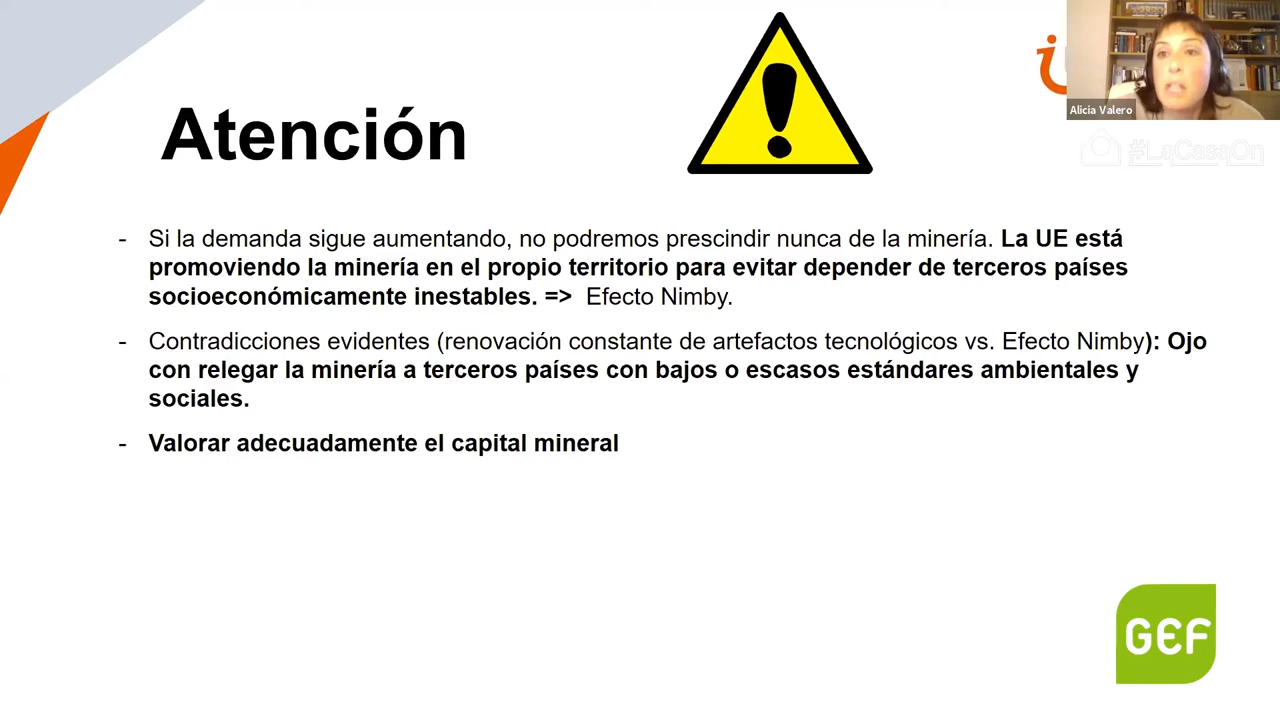 Alicia Valero
#LaCasaOn
Atención
- Si la demanda sigue aumentando, no podremos prescindir nunca de la minería. La UE está
promoviendo la minería en el propio territorio para evitar depender de terceros países
socioeconómicamente inestables. => Efecto Nimby.
- Contradicciones evidentes (renovación constante de artefactos tecnológicos vs. Efecto Nimby): Ojo
con relegar la minería a terceros países con bajos o escasos estándares ambientales y
sociales.
- Valorar adecuadamente el capital mineral
GEF